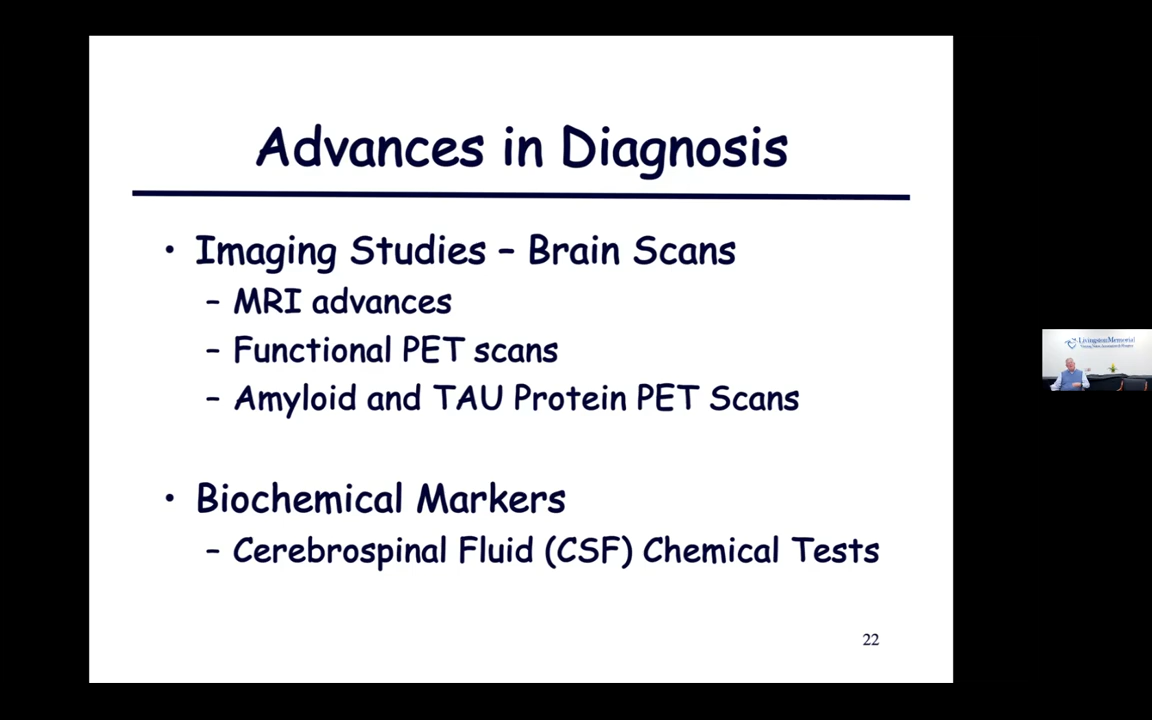 Advances in Diagnosis
• Imaging Studies – Brain Scans
– MRI advances
– Functional PET scans
– Amyloid and TAU Protein PET Scans
• Biochemical Markers
– Cerebrospinal Fluid (CSF) Chemical Tests
22
LivingstonMemorial